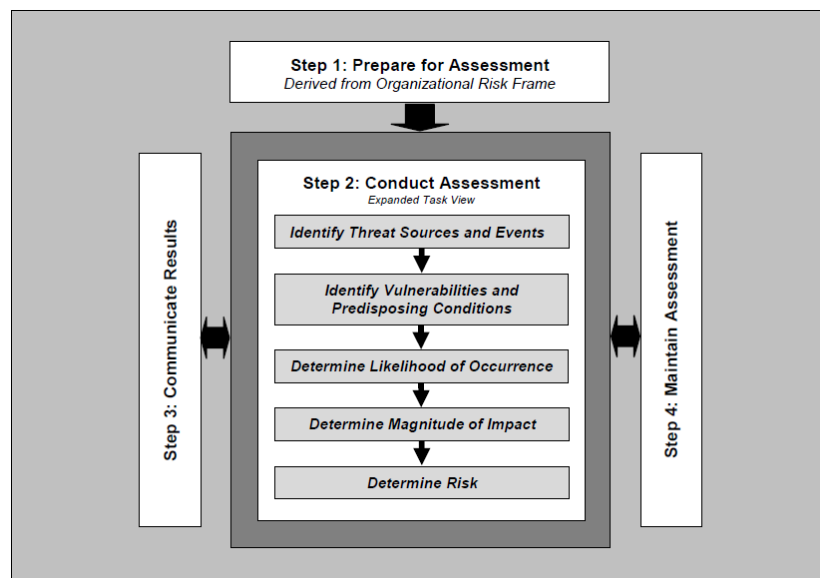 Step 1: Prepare for Assessment
Derived from Organizational Risk Frame
Step 2: Conduct Assessment
Expanded Task View
Identify Threat Sources and Events
Identify Vulnerabilities and
Predisposing Conditions
Determine Likelihood of Occurrence
Determine Magnitude of Impact
Determine Risk
Step 3: Communicate Results
Step 4: Maintain Assessment